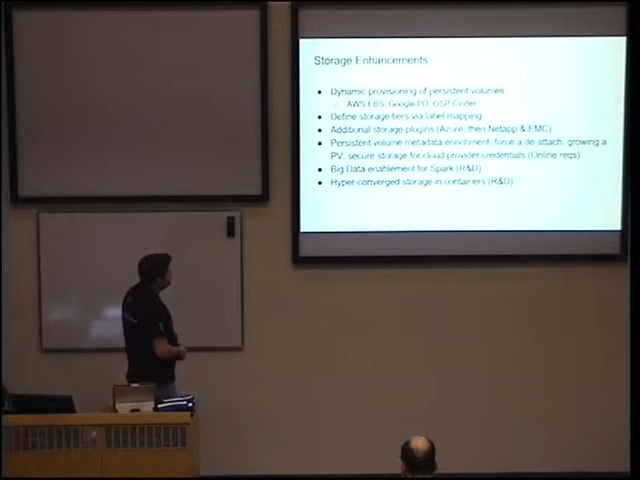 Storage Enhancements
Dynamic provisioning of persistent volumes
AWS EBS, Google PD, OSP Cinder
Define storage tiers via label mapping
Additional storage plugins (Azure, then Netapp & EMC)
Persistent volume metadata enrichment, force a de attach, growing a
PV, secure storage for cloud provider credentials (Online reqs)
Big Data enablement for Spark (R&D)
Hyper-converged storage in containers (R&D)